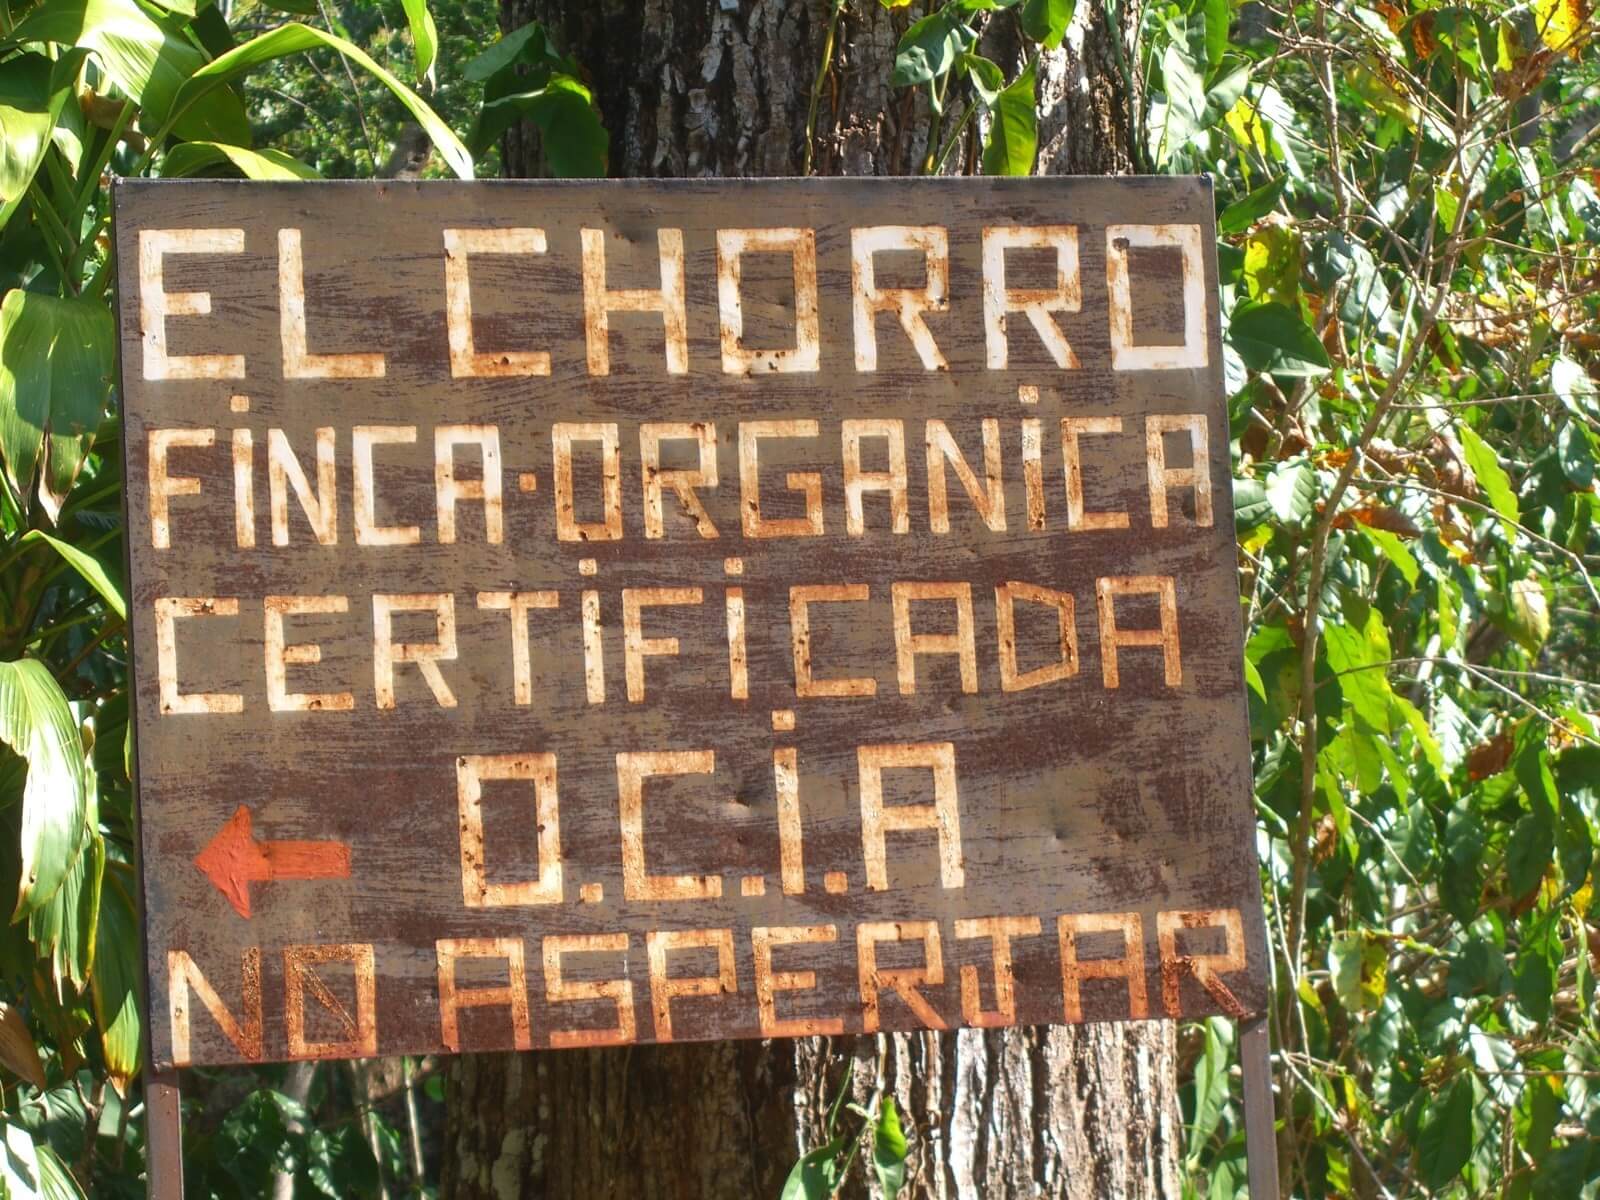 EL CHORRO
FiNCA·ORGANiCA
CERTiFiCADA
O.C.i.A
NO ASPERJAR